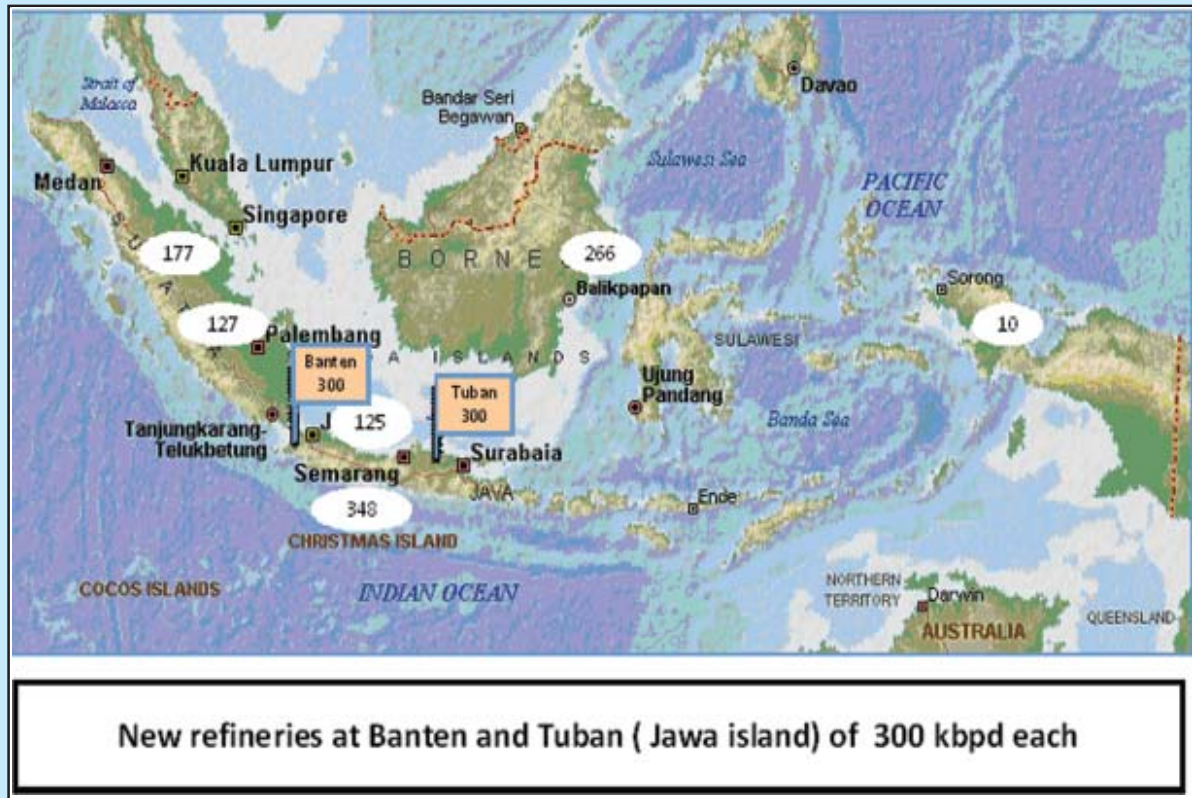 Strait of
Malacca
Medan
Kuala Lumpur
Singapore
Bandar Seri
Begawan
Davao
Sulawesi Sea
PACIFIC
OCEAN
177
SUMATRA
BORNEO
266
Balikpapan
Sorong
10
127
Palembang
SULAWESI
Banten
300
A ISLANDS
Tuban
300
Ujung
Pandang
Banda Sea
J
125
Tanjungkarang-
Telukbetung
Semarang
Surabaia
JAVA
Ende
348
CHRISTMAS ISLAND
COCOS ISLANDS
INDIAN OCEAN
NORTHERN
TERRITORY
Darwin
AUSTRALIA
QUEENSLAND
New refineries at Banten and Tuban ( Jawa island) of 300 kbpd each